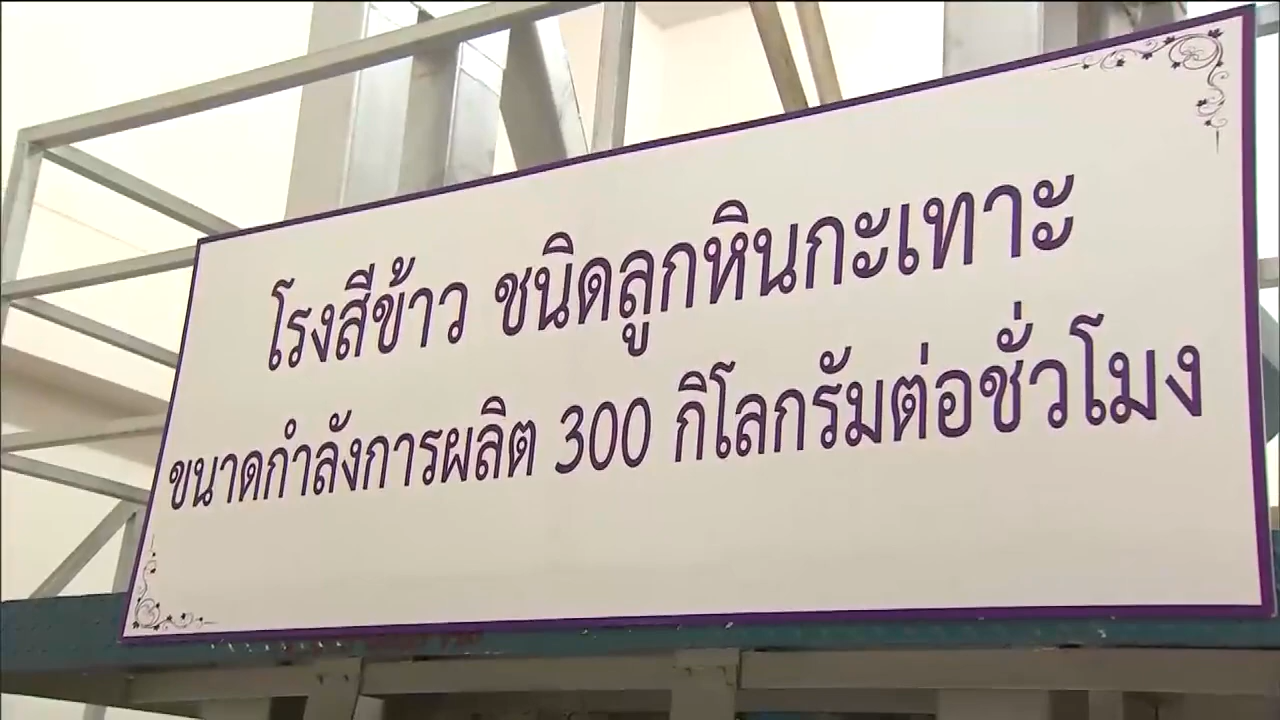 โรงสีข้าว ชนิดลูกหินกะเทาะ
ขนาดกำลังการผลิต 300 กิโลกรัมต่อชั่วโมง